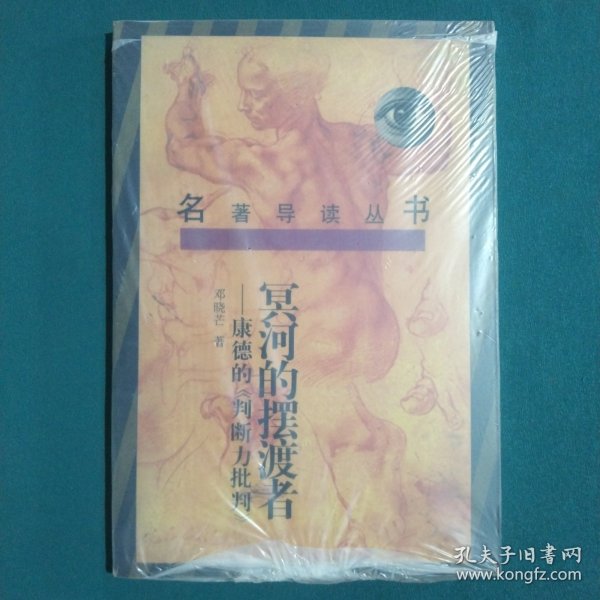 名著导读丛书
冥河的摆渡者
——康德的《判断力批判
邓晓芒 著
孔夫子旧书网
www.kongfz.com